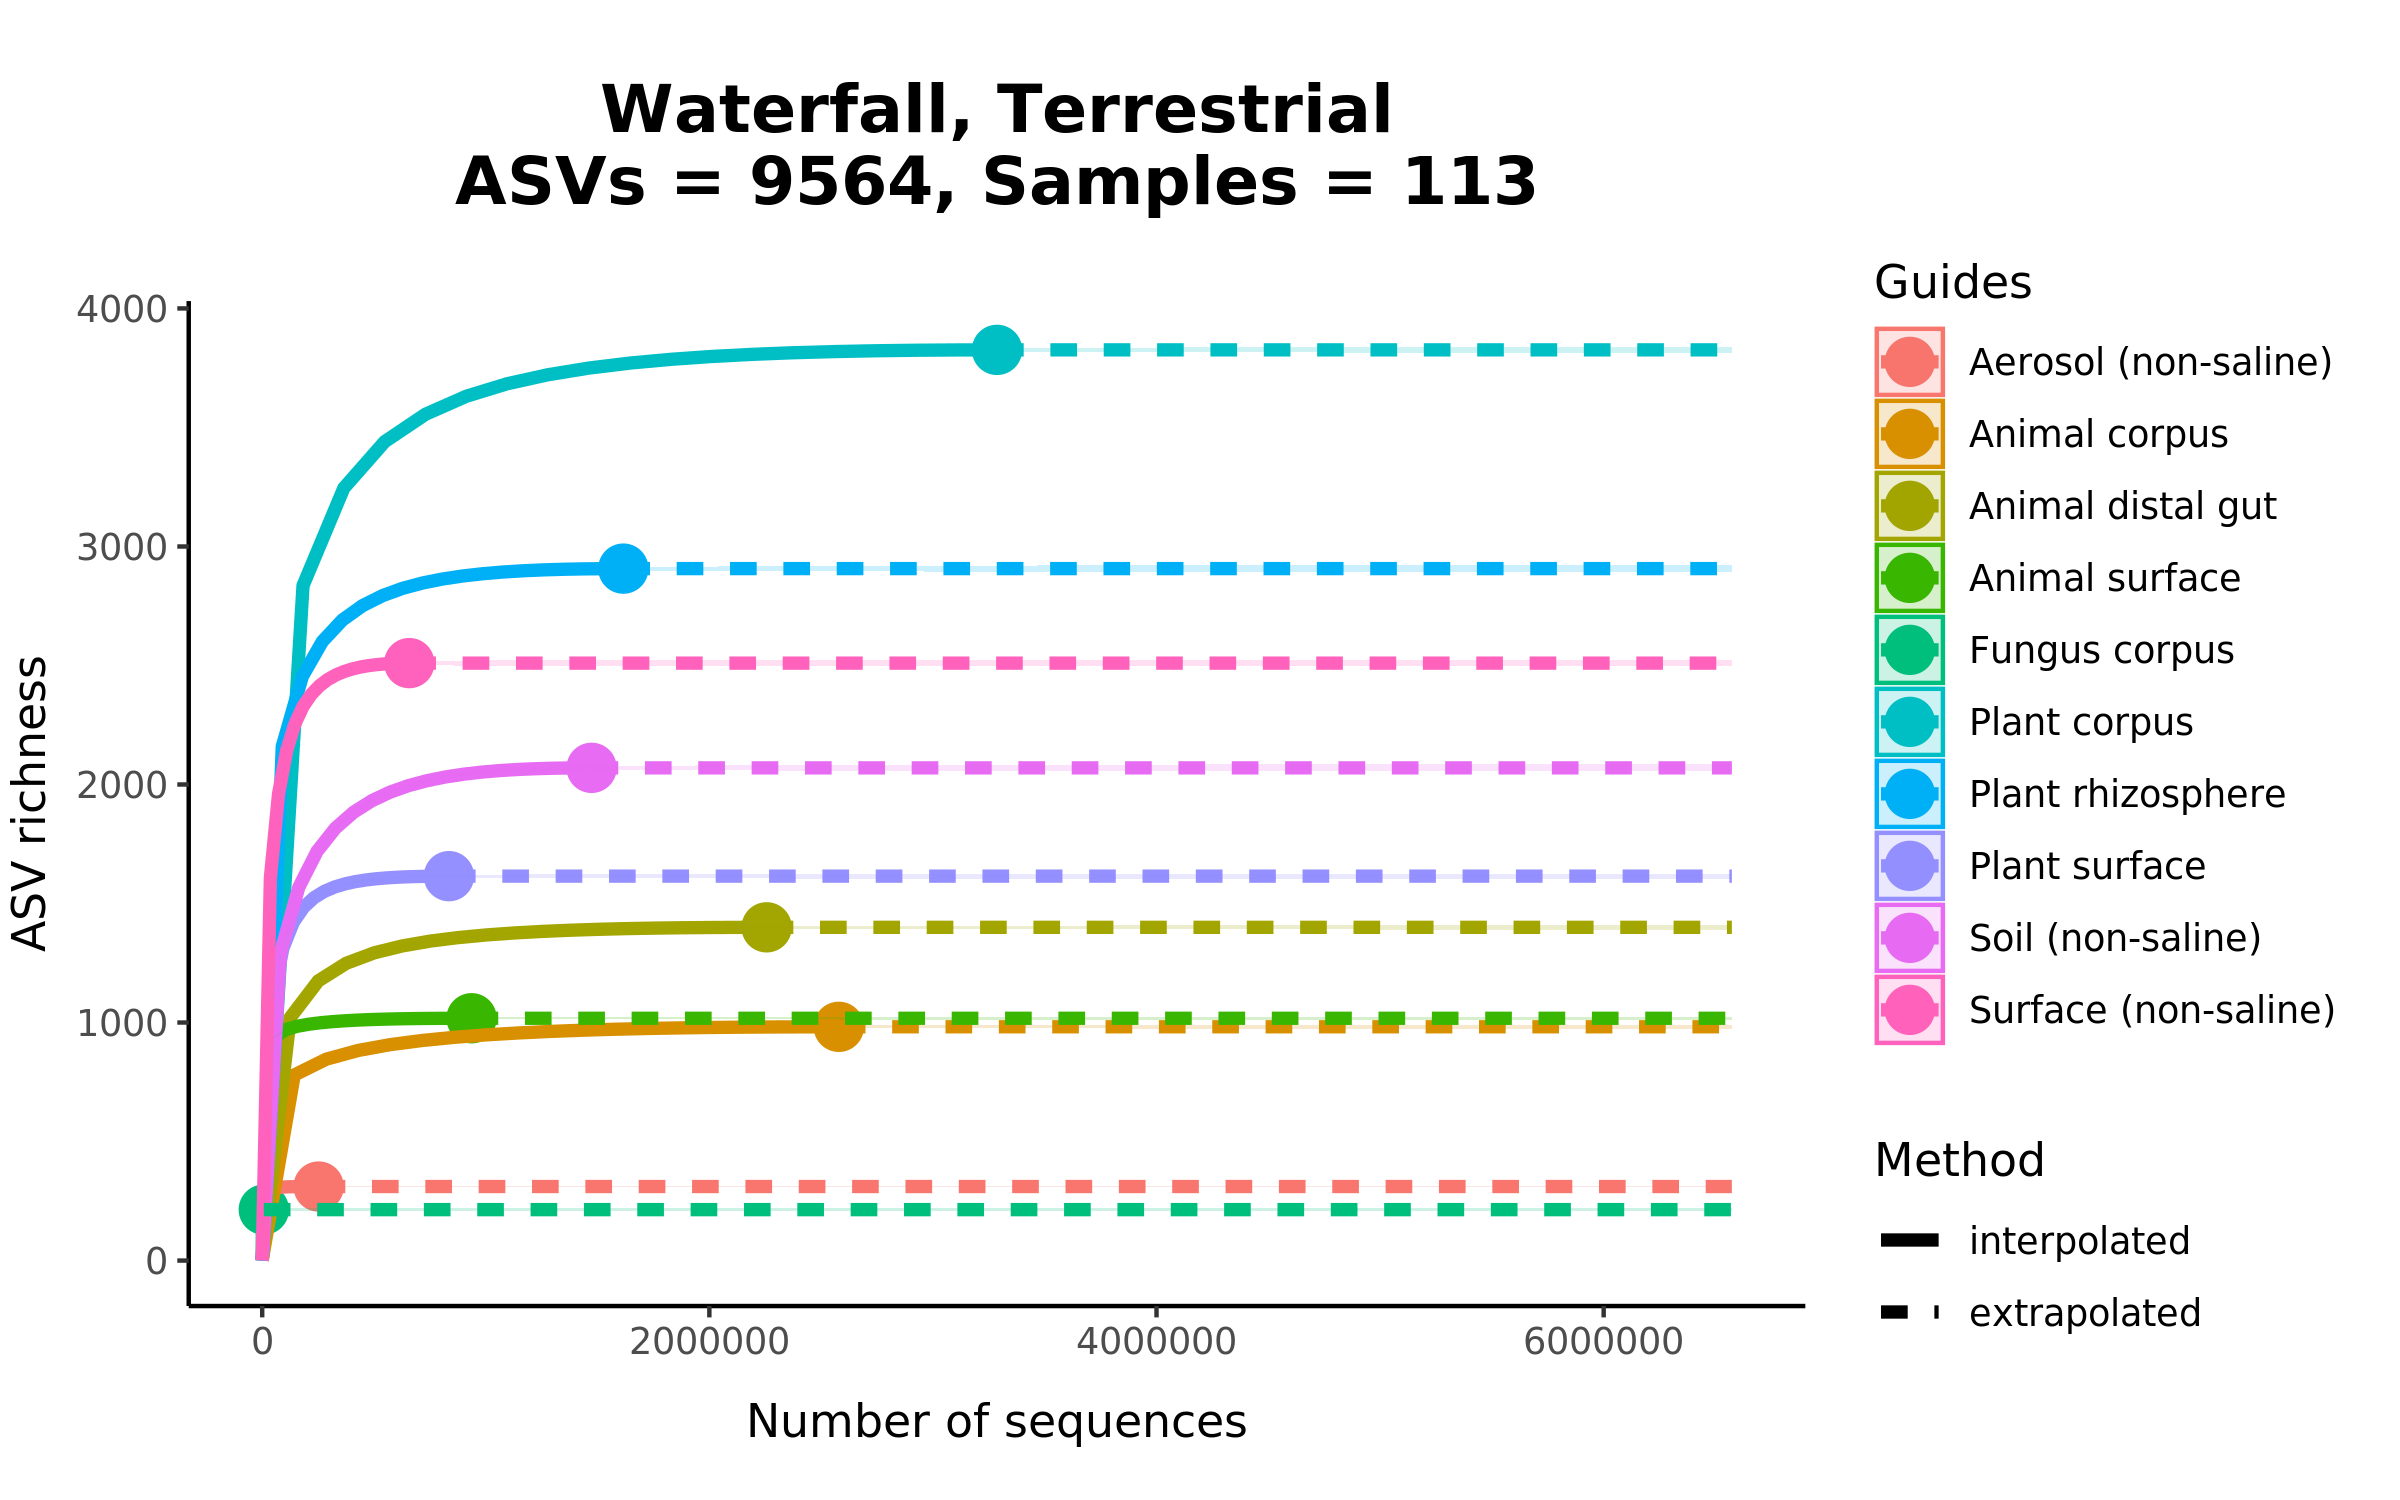 Waterfall, Terrestrial
ASVs = 9564, Samples = 113
ASV richness
4000
3000
2000
1000
0
0
2000000
4000000
6000000
Number of sequences
Guides
Aerosol (non-saline)
Animal corpus
Animal distal gut
Animal surface
Fungus corpus
Plant corpus
Plant rhizosphere
Plant surface
Soil (non-saline)
Surface (non-saline)
Method
interpolated
extrapolated